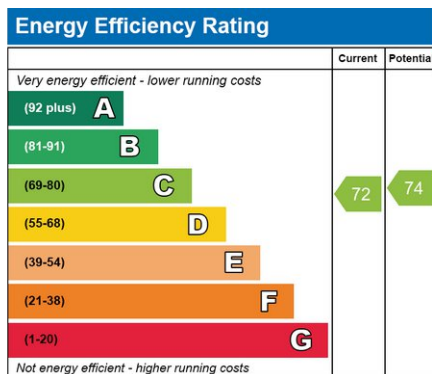 Energy Efficiency Rating
Current Potential
Very energy efficient - lower running costs
(92 plus) A
(81-91) B
(69-80) C
72
74
(55-68) D
(39-54) E
(21-38) F
(1-20) G
Not energy efficient - higher running costs